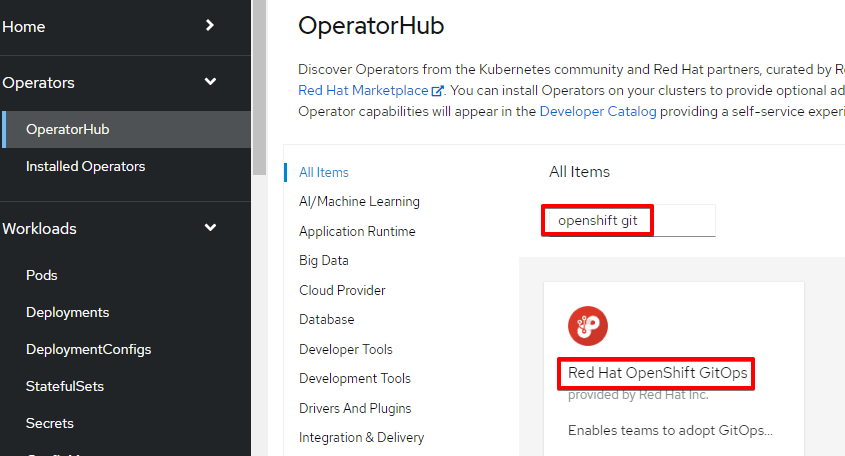 Home
Operators
OperatorHub
Installed Operators
Workloads
Pods
Deployments
DeploymentConfigs
StatefulSets
Secrets
OperatorHub
Discover Operators from the Kubernetes community and Red Hat partners, curated by R
Red Hat Marketplace. You can install Operators on your clusters to provide optional ad
Operator capabilities will appear in the Developer Catalog providing a self-service experi
All Items
AI/Machine Learning
Application Runtime
Big Data
Cloud Provider
Database
Developer Tools
Development Tools
Drivers And Plugins
Integration & Delivery
All Items
openshift git
Red Hat OpenShift GitOps
provided by Red Hat Inc.
Enables teams to adopt GitOps...